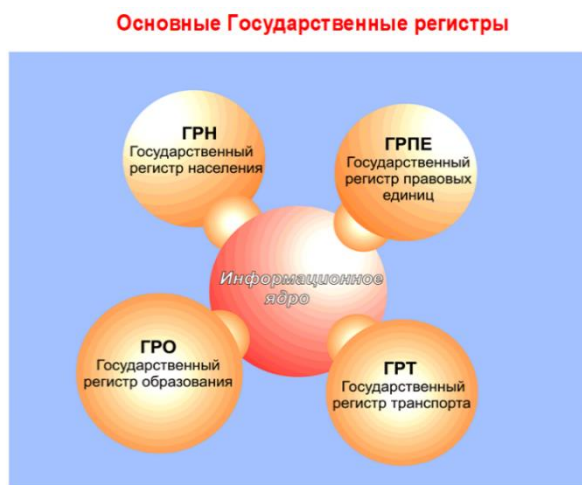 Основные Государственные регистры
ГРН
Государственный
регистр населения
ГРПЕ
Государственный
регистр правовых
единиц
Информационное
ядро
ГРО
Государственный
регистр образования
ГРТ
Государственный
регистр транспорта